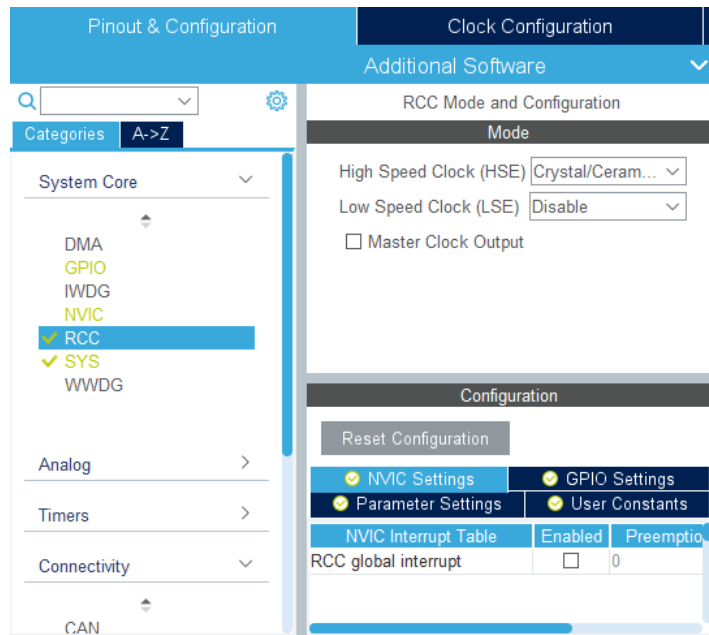 Pinout & Configuration
Clock Configuration
Additional Software
Categories
A->Z
System Core
DMA
GPIO
IWDG
NVIC
RCC
SYS
WWDG
Analog
Timers
Connectivity
CAN
RCC Mode and Configuration
Mode
High Speed Clock (HSE) Crystal/Ceram...
Low Speed Clock (LSE) Disable
Master Clock Output
Configuration
Reset Configuration
NVIC Settings
GPIO Settings
Parameter Settings
User Constants
NVIC Interrupt Table Enabled Preemptio
RCC global interrupt 0